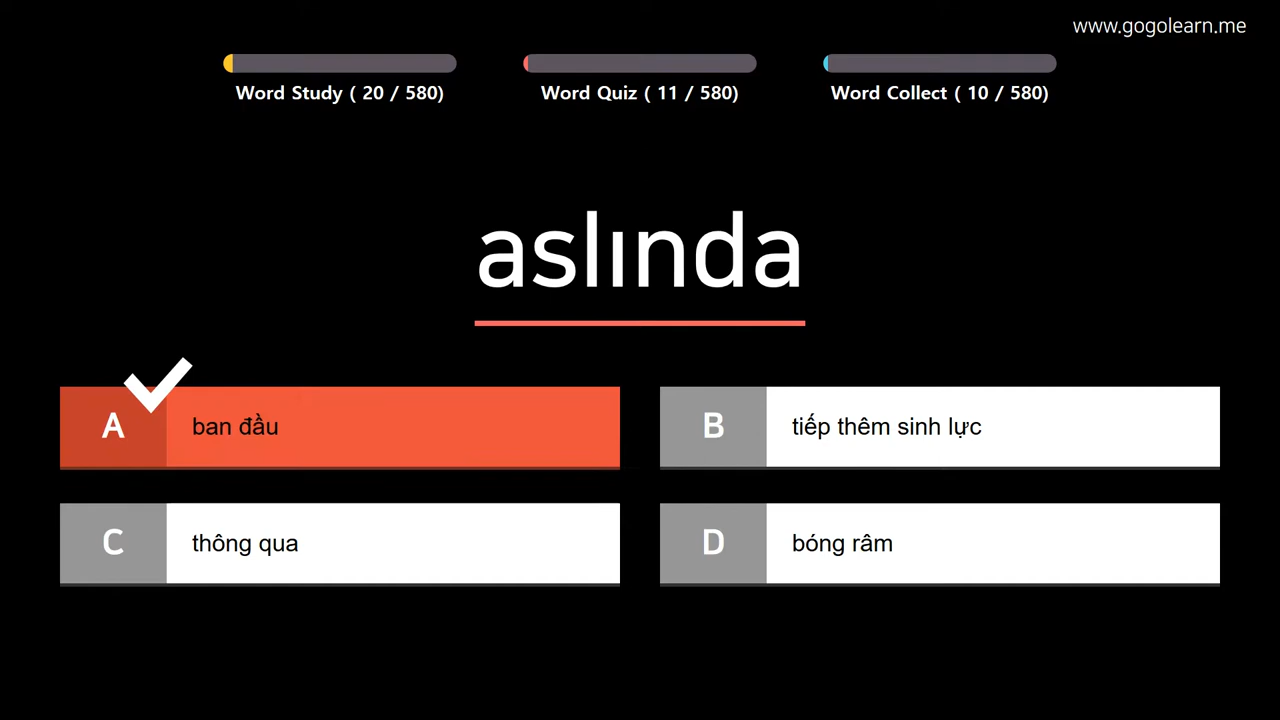 www.gogolearn.me
Word Study ( 20 / 580)
Word Quiz ( 11 / 580)
Word Collect ( 10 / 580)
aslında
A ban đầu
B tiếp thêm sinh lực
C thông qua
D bóng râm